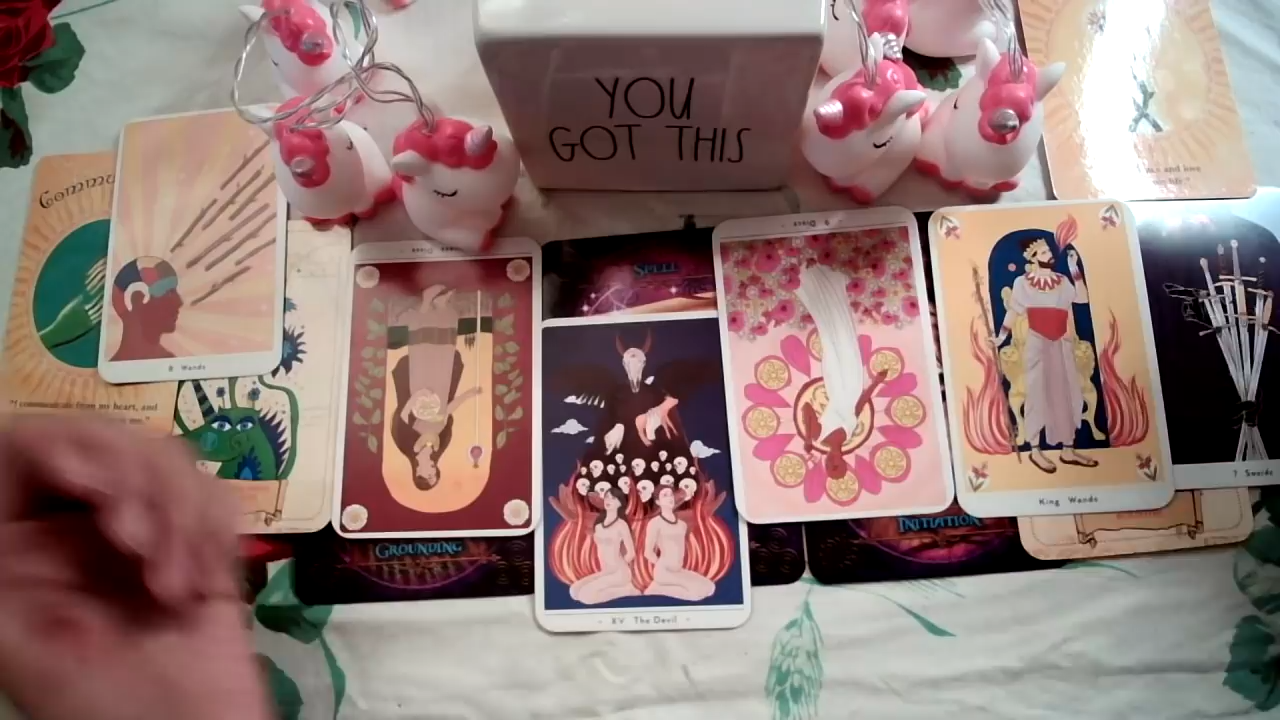 YOU
GOT THIS
Commu
SPELL
8 Wands
"I communicate from my heart, and
King Wands
7 Swords
GROUNDING
INITIATION
XV The Devil